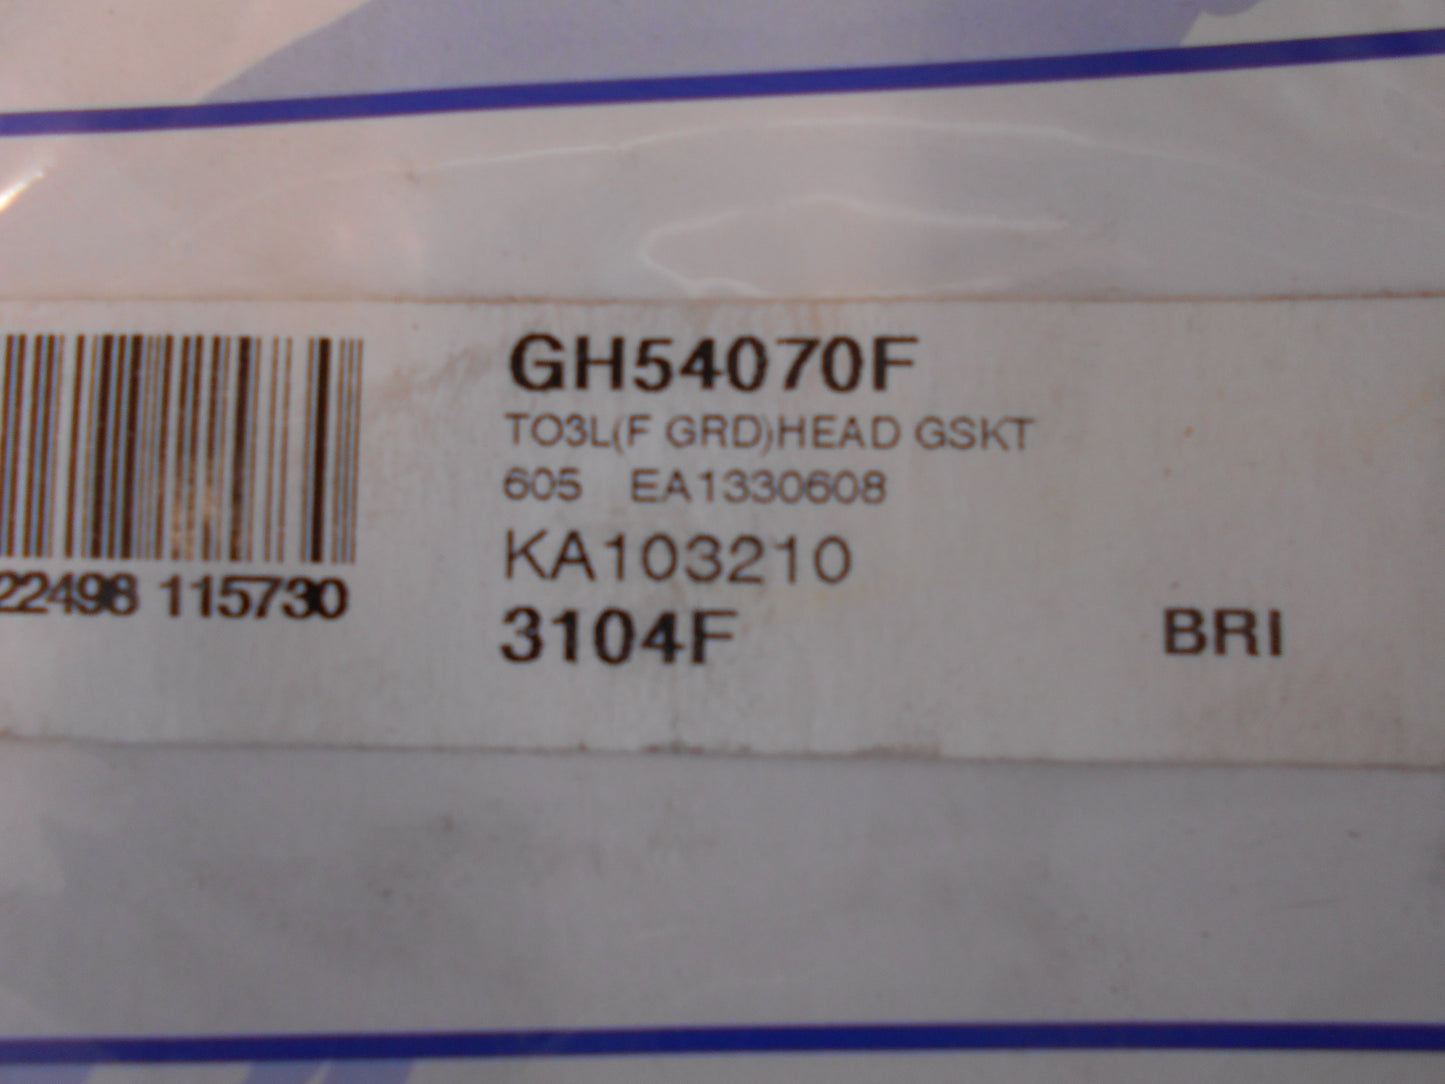 GH54070F
TO3L(F GRD)HEAD GSKT
605 EA1330608
KA103210
22498 115730
3104F BRI